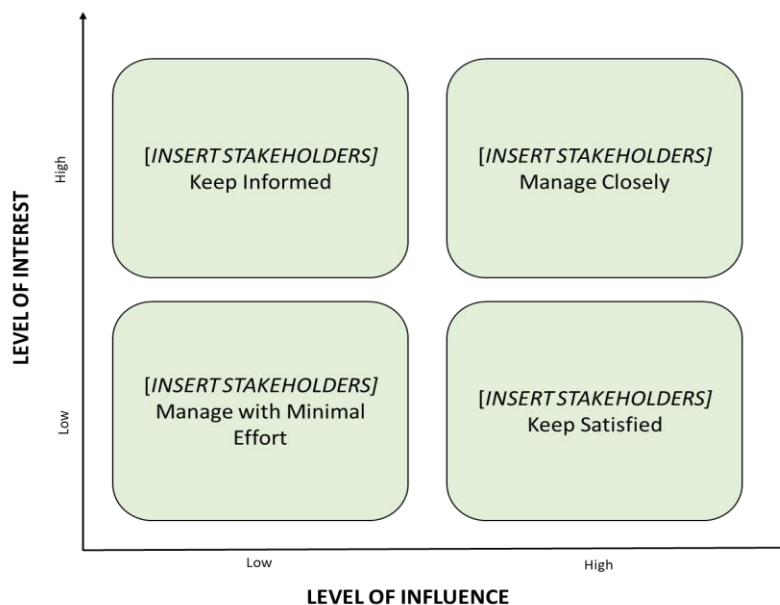 LEVEL OF INTEREST
High
Low
[INSERT STAKEHOLDERS]
Keep Informed
[INSERT STAKEHOLDERS]
Manage Closely
[INSERT STAKEHOLDERS]
Manage with Minimal
Effort
[INSERT STAKEHOLDERS]
Keep Satisfied
Low
High
LEVEL OF INFLUENCE